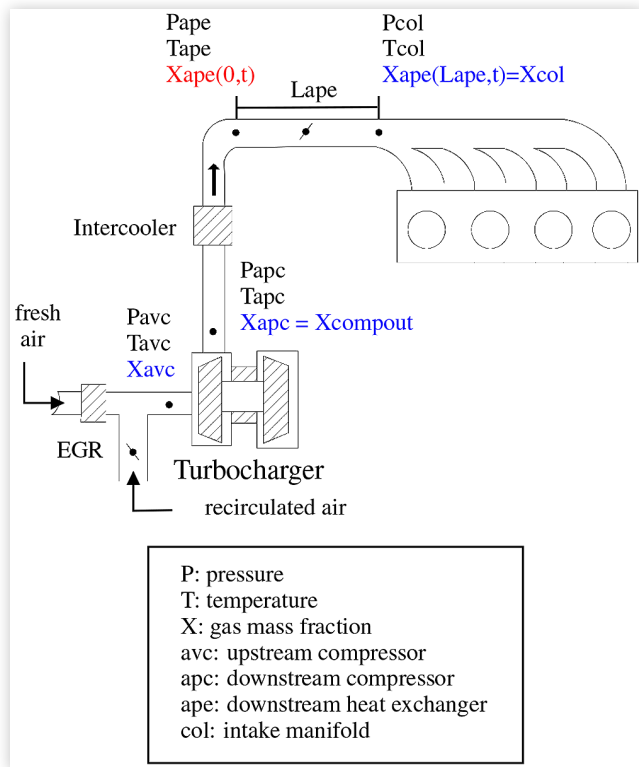 Pape
Tape
Xape(0,t)
Pcol
Tcol
Xape(Lape,t)=Xcol
Lape
Intercooler
Papc
Tapc
Xapc = Xcompout
fresh
air
Pavc
Tavc
Xavc
EGR
Turbocharger
recirculated air
P: pressure
T: temperature
X: gas mass fraction
avc: upstream compressor
apc: downstream compressor
ape: downstream heat exchanger
col: intake manifold